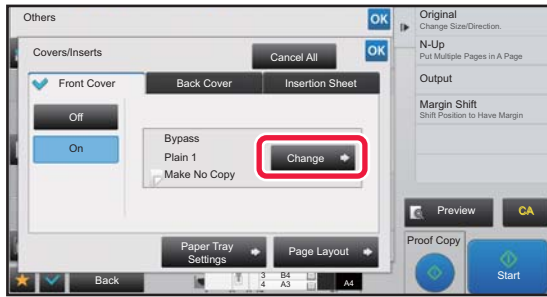 Others
OK
Covers/Inserts
Cancel All
OK
Front Cover
Back Cover
Insertion Sheet
Off
On
Bypass
Plain 1
Make No Copy
Change
Paper Tray
Settings
Page Layout
Back
3 B4
4 A3
A4
Original
Change Size/Direction.
N-Up
Put Multiple Pages in A Page
Output
Margin Shift
Shift Position to Have Margin
Preview
CA
Proof Copy
Start